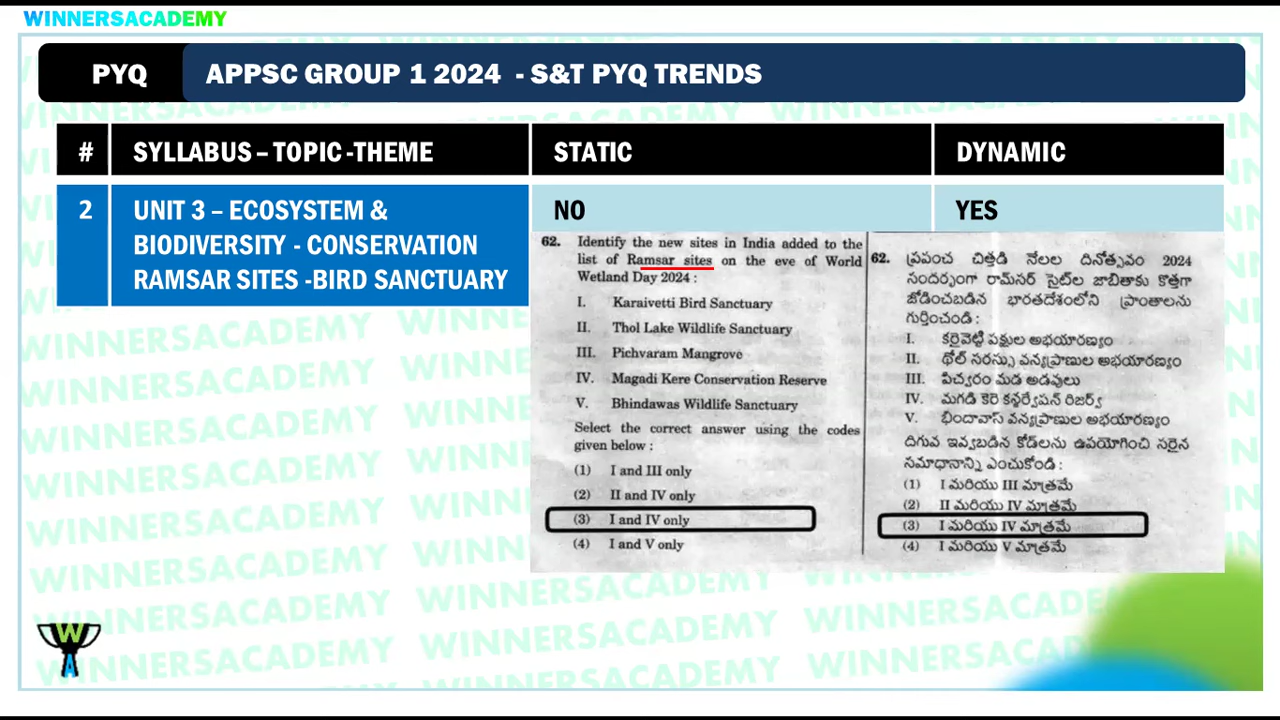 WINNERSACADEMY
PYQ
APPSC GROUP 1 2024 - S&T PYQ TRENDS
# SYLLABUS – TOPIC -THEME STATIC DYNAMIC
2 UNIT 3 – ECOSYSTEM &
BIODIVERSITY - CONSERVATION
RAMSAR SITES -BIRD SANCTUARY
NO
YES
62. Identify the new sites in India added to the
list of Ramsar sites on the eve of World
Wetland Day 2024 :
I. Karaivetti Bird Sanctuary
II. Thol Lake Wildlife Sanctuary
III. Pichvaram Mangrove
IV. Magadi Kere Conservation Reserve
V. Bhindawas Wildlife Sanctuary
Select the correct answer using the codes
given below :
(1) I and III only
(2) II and IV only
(3) I and IV only
(4) I and V only
62. ప్రపంచ చిత్తడి నేలల దినోత్సవం 2024
సందర్భంగా రామ్‌సర్ సైట్‌ల జాబితాకు కొత్తగా
జోడించబడిన భారతదేశంలోని ప్రాంతాలను
గుర్తించండి :
I. కరైవెట్టి పక్షుల అభయారణ్యం
II. థోల్ సరస్సు వన్యప్రాణుల అభయారణ్యం
III. పిచ్వరం మడ అడవులు
IV. మగడి కెరె కన్జర్వేషన్ రిజర్వ్
V. భిందావాస్ వన్యప్రాణుల అభయారణ్యం
దిగువ ఇవ్వబడిన కోడ్‌లను ఉపయోగించి సరైన
సమాధానాన్ని ఎంచుకోండి :
(1) I మరియు III మాత్రమే
(2) II మరియు IV మాత్రమే
(3) I మరియు IV మాత్రమే
(4) I మరియు V మాత్రమే
W
A